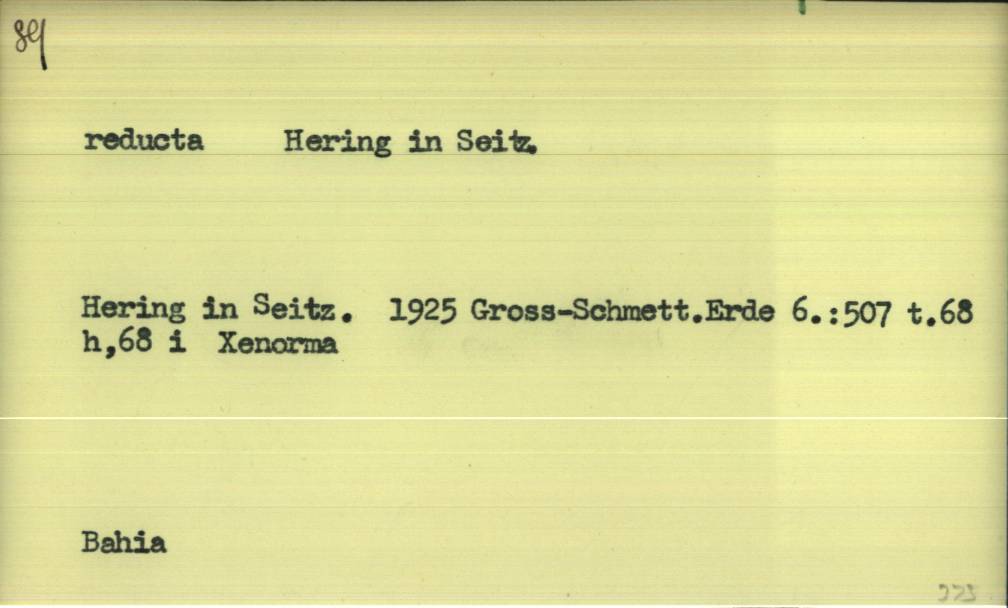 reducta Hering in Seitz.
Hering in Seitz. 1925 Gross-Schmett.Erde 6.:507 t.68
h,68 i Xenorma
Bahia